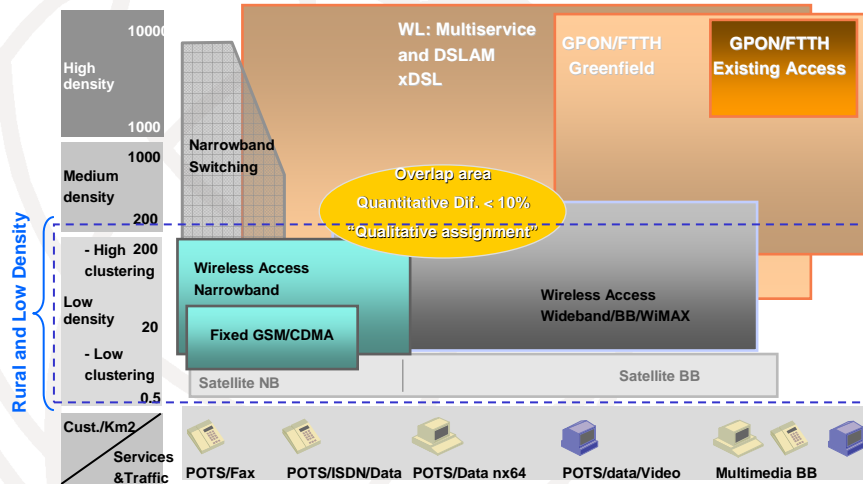 10000
High
density
1000
1000
Medium
density
200
- High
clustering
200
Low
density
20
- Low
clustering
0.5
Rural and Low Density
Cust./Km2
Services
&Traffic
WL: Multiservice
and DSLAM
xDSL
GPON/FTTH
Greenfield
GPON/FTTH
Existing Access
Narrowband
Switching
Overlap area
Quantitative Dif. < 10%
“Qualitative assignment”
Wireless Access
Narrowband
Fixed GSM/CDMA
Wireless Access
Wideband/BB/WiMAX
Satellite NB
Satellite BB
POTS/Fax
POTS/ISDN/Data
POTS/Data nx64
POTS/data/Video
Multimedia BB